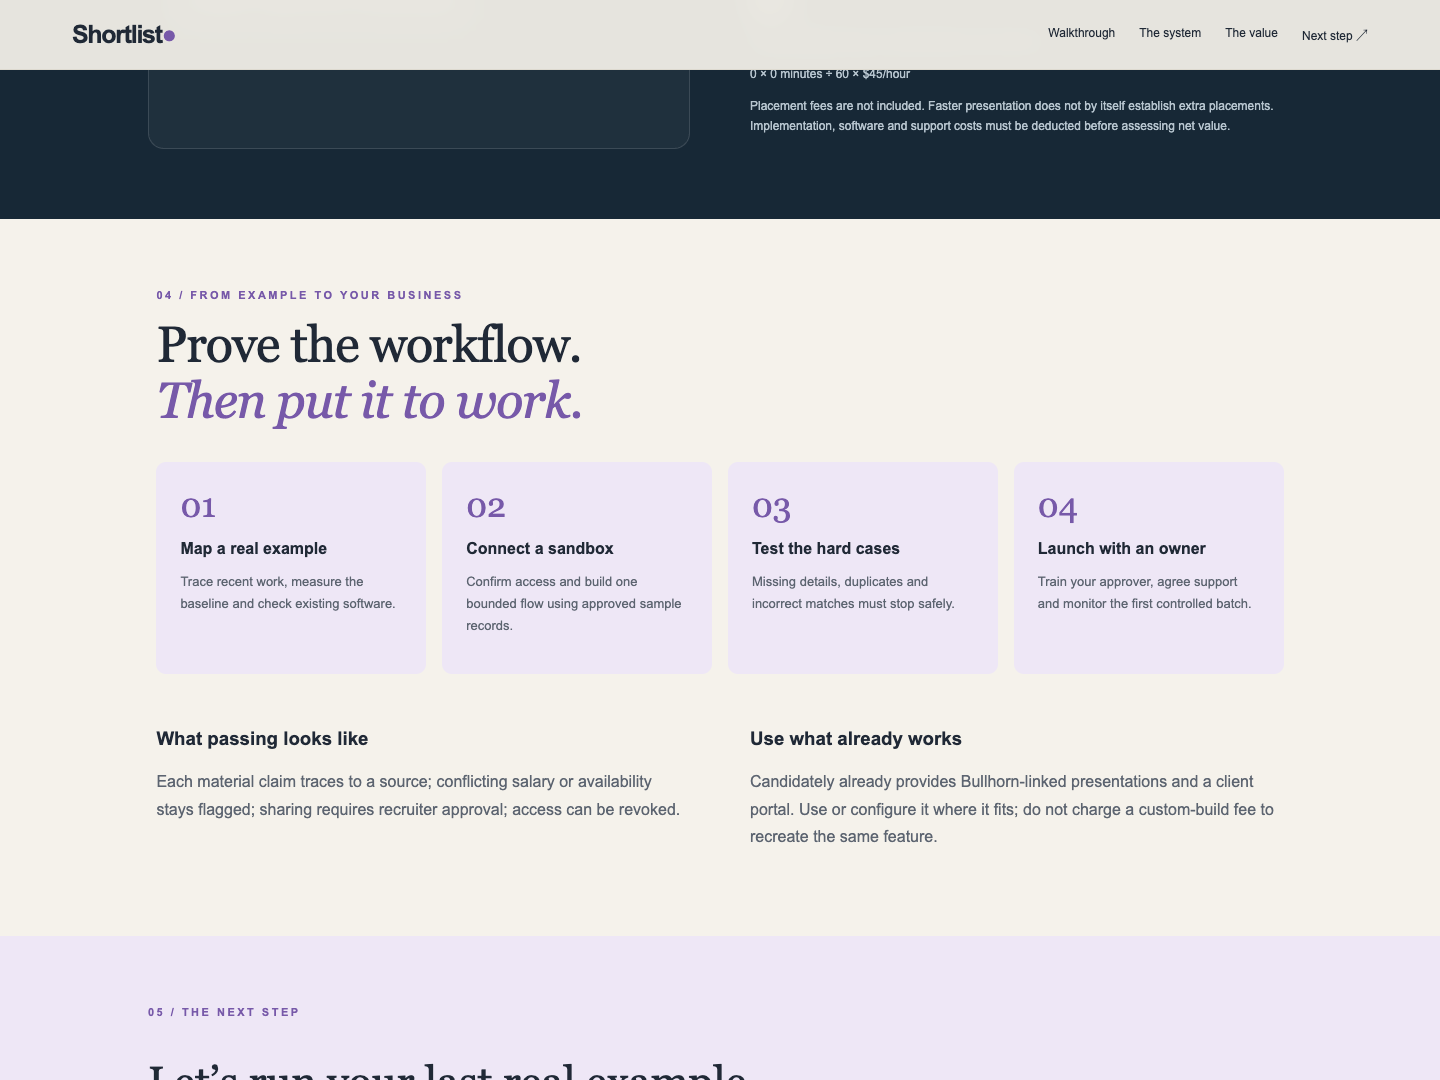 Shortlist
Walkthrough
The system
The value
Next step ↗
0 × 0 minutes ÷ 60 × $45/hour
Placement fees are not included. Faster presentation does not by itself establish extra placements.
Implementation, software and support costs must be deducted before assessing net value.
04 / FROM EXAMPLE TO YOUR BUSINESS
Prove the workflow.
Then put it to work.
01
Map a real example
Trace recent work, measure the
baseline and check existing software.
02
Connect a sandbox
Confirm access and build one
bounded flow using approved sample
records.
03
Test the hard cases
Missing details, duplicates and
incorrect matches must stop safely.
04
Launch with an owner
Train your approver, agree support
and monitor the first controlled batch.
What passing looks like
Each material claim traces to a source; conflicting salary or availability
stays flagged; sharing requires recruiter approval; access can be revoked.
Use what already works
Candidately already provides Bullhorn-linked presentations and a client
portal. Use or configure it where it fits; do not charge a custom-build fee to
recreate the same feature.
05 / THE NEXT STEP
Let’s run your last real example